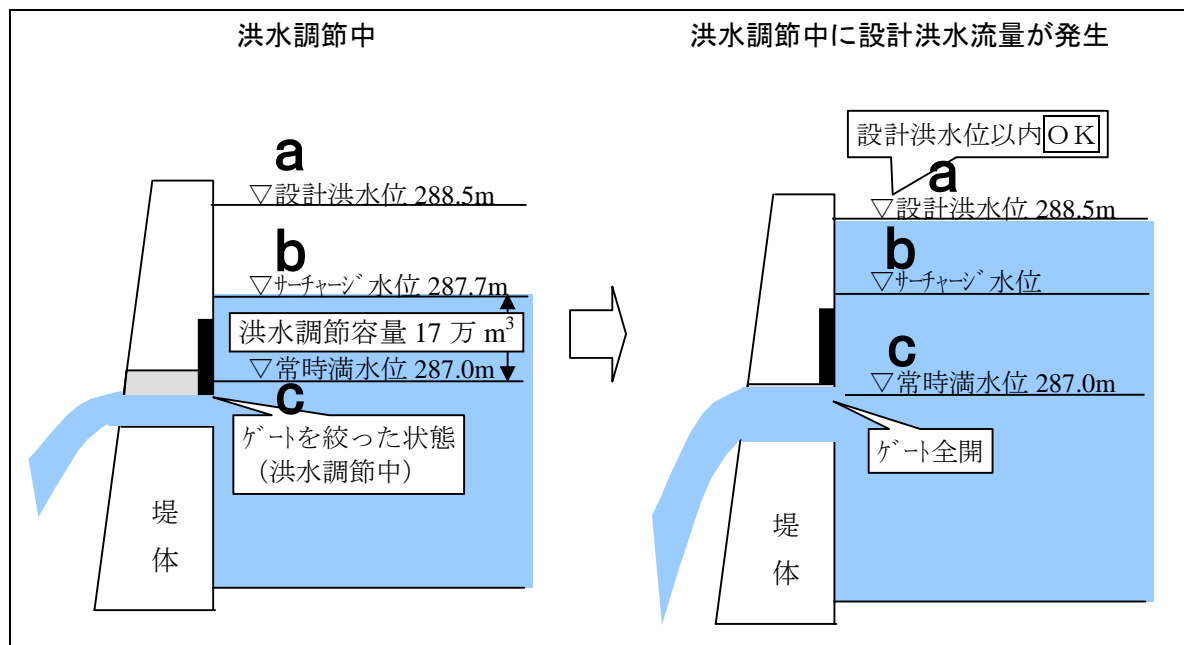 洪水調節中
a
▽設計洪水位 288.5m
b
▽サーチャージ水位 287.7m
洪水調節容量 17 万 m³
▽常時満水位 287.0m
c
ゲートを絞った状態
(洪水調節中)
堤
体
洪水調節中に設計洪水流量が発生
設計洪水位以内OK
a
▽設計洪水位 288.5m
b
▽サーチャージ水位
c
▽常時満水位 287.0m
ゲート全開
堤
体